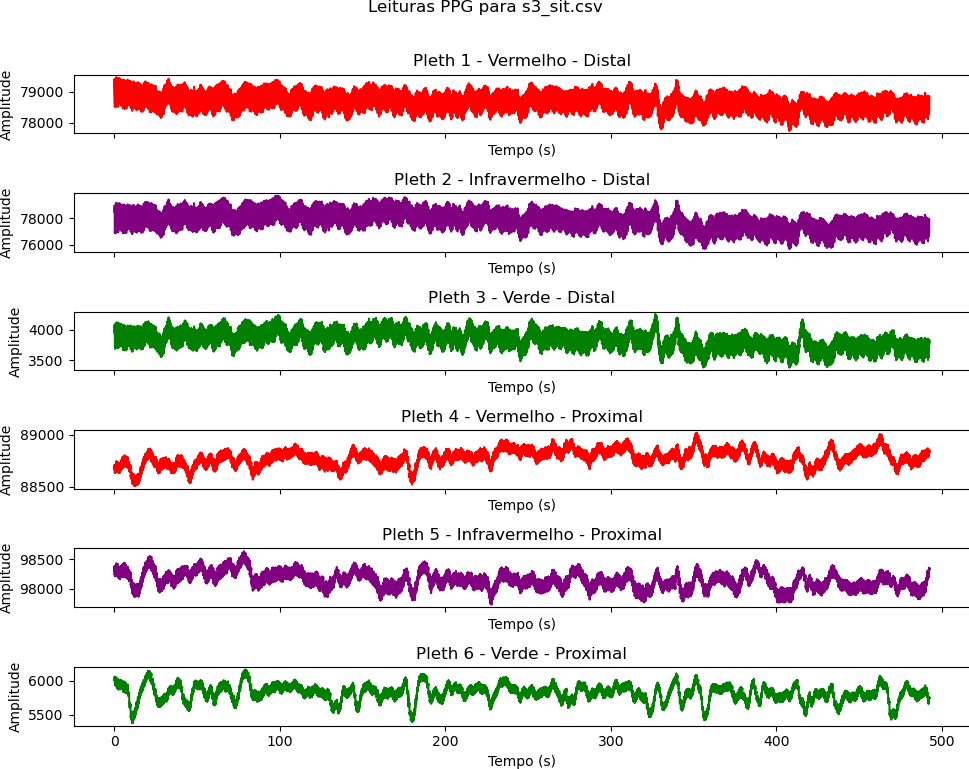 Leituras PPG para s3_sit.csv
Pleth 1 - Vermelho - Distal
Amplitude
79000
78000
Tempo (s)
Pleth 2 - Infravermelho - Distal
Amplitude
78000
76000
Tempo (s)
Pleth 3 - Verde - Distal
Amplitude
4000
3500
Tempo (s)
Pleth 4 - Vermelho - Proximal
Amplitude
89000
88500
Tempo (s)
Pleth 5 - Infravermelho - Proximal
Amplitude
98500
98000
Tempo (s)
Pleth 6 - Verde - Proximal
Amplitude
6000
5500
0 100 200 300 400 500
Tempo (s)